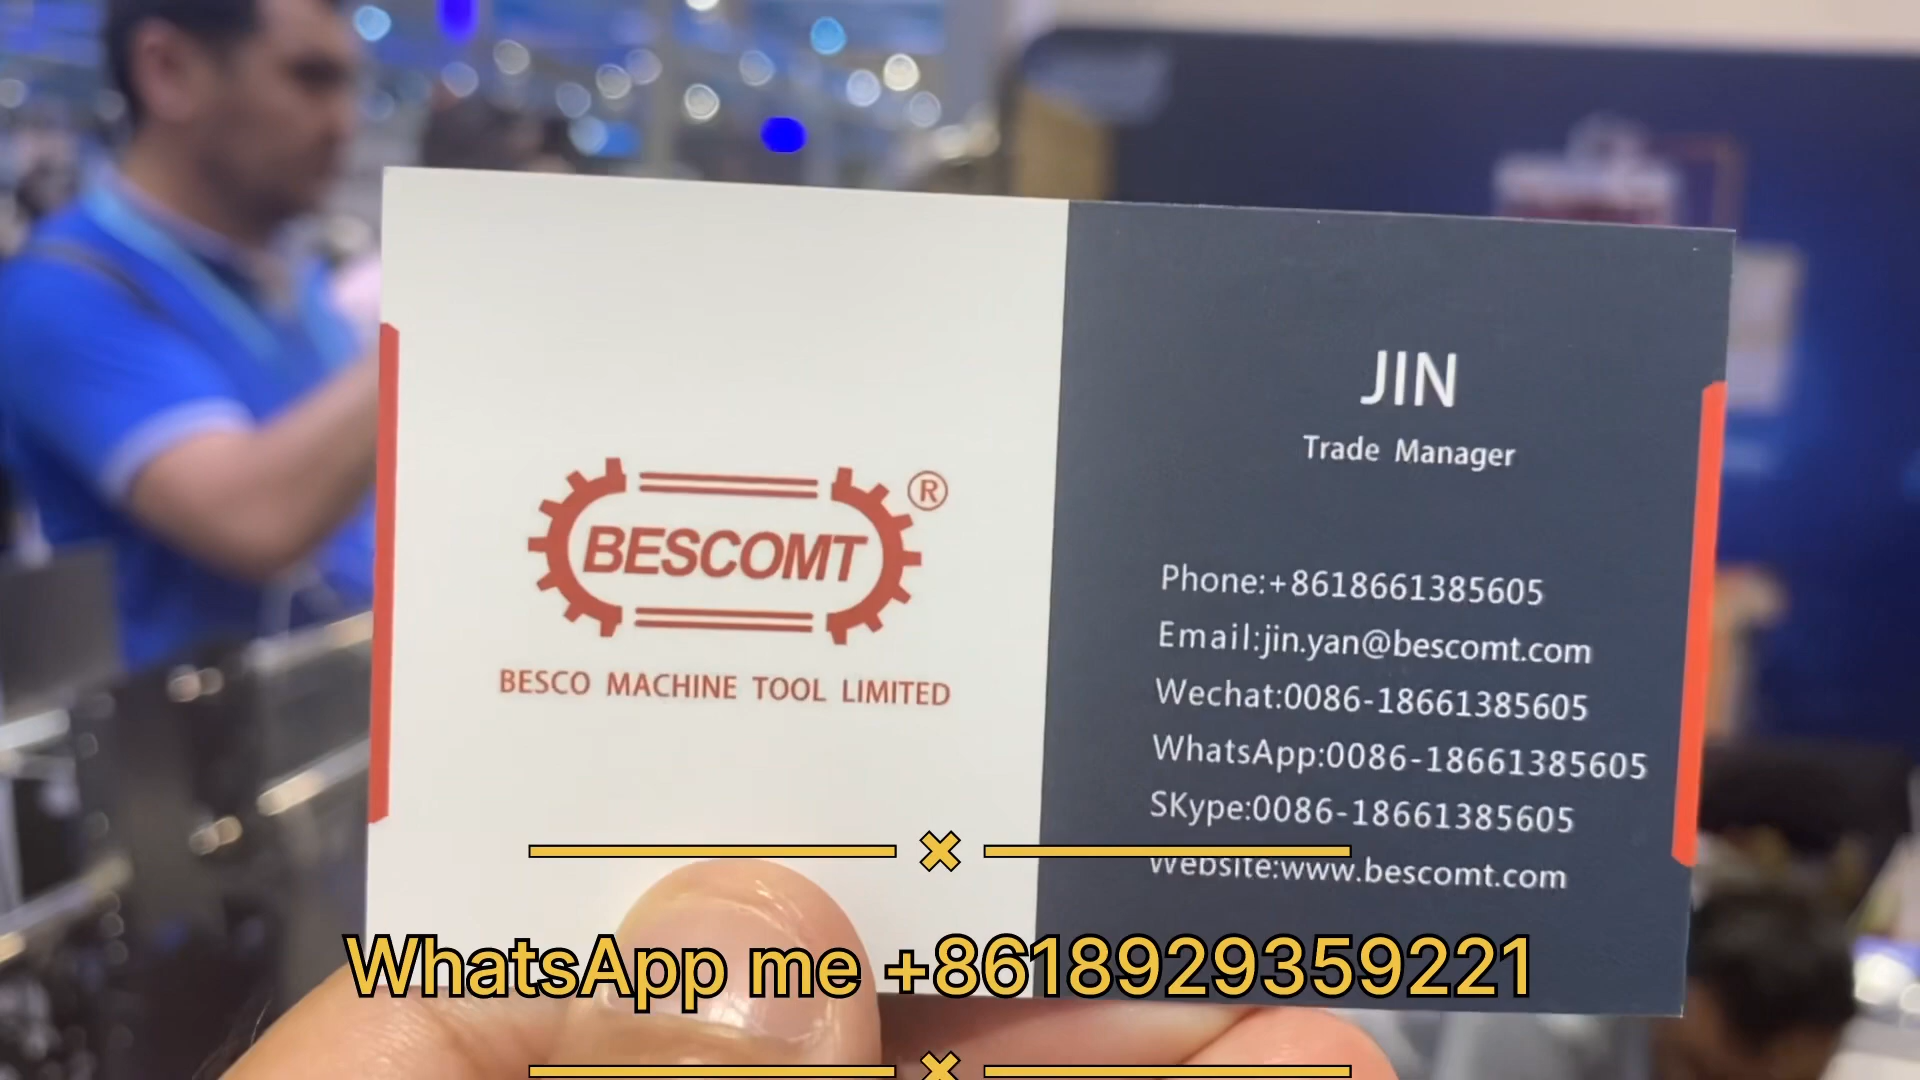 BESCOMT ®
BESCO MACHINE TOOL LIMITED
JIN
Trade Manager
Phone:+8618661385605
Email:jin.yan@bescomt.com
Wechat:0086-18661385605
WhatsApp:0086-18661385605
SKype:0086-18661385605
Website:www.bescomt.com
WhatsApp me +8618929359221